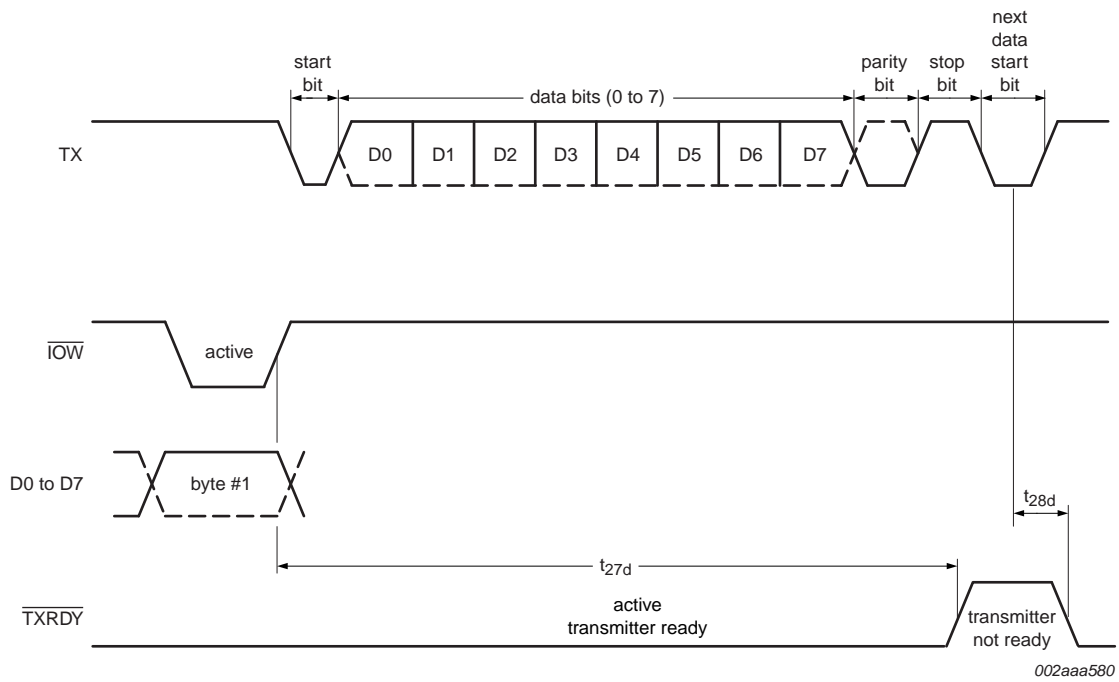 next
data
start
bit
start
bit
parity
bit
stop
bit
data bits (0 to 7)
TX
D0 D1 D2 D3 D4 D5 D6 D7
IOW
active
D0 to D7
byte #1
t28d
t27d
TXRDY
active
transmitter ready
transmitter
not ready
002aaa580